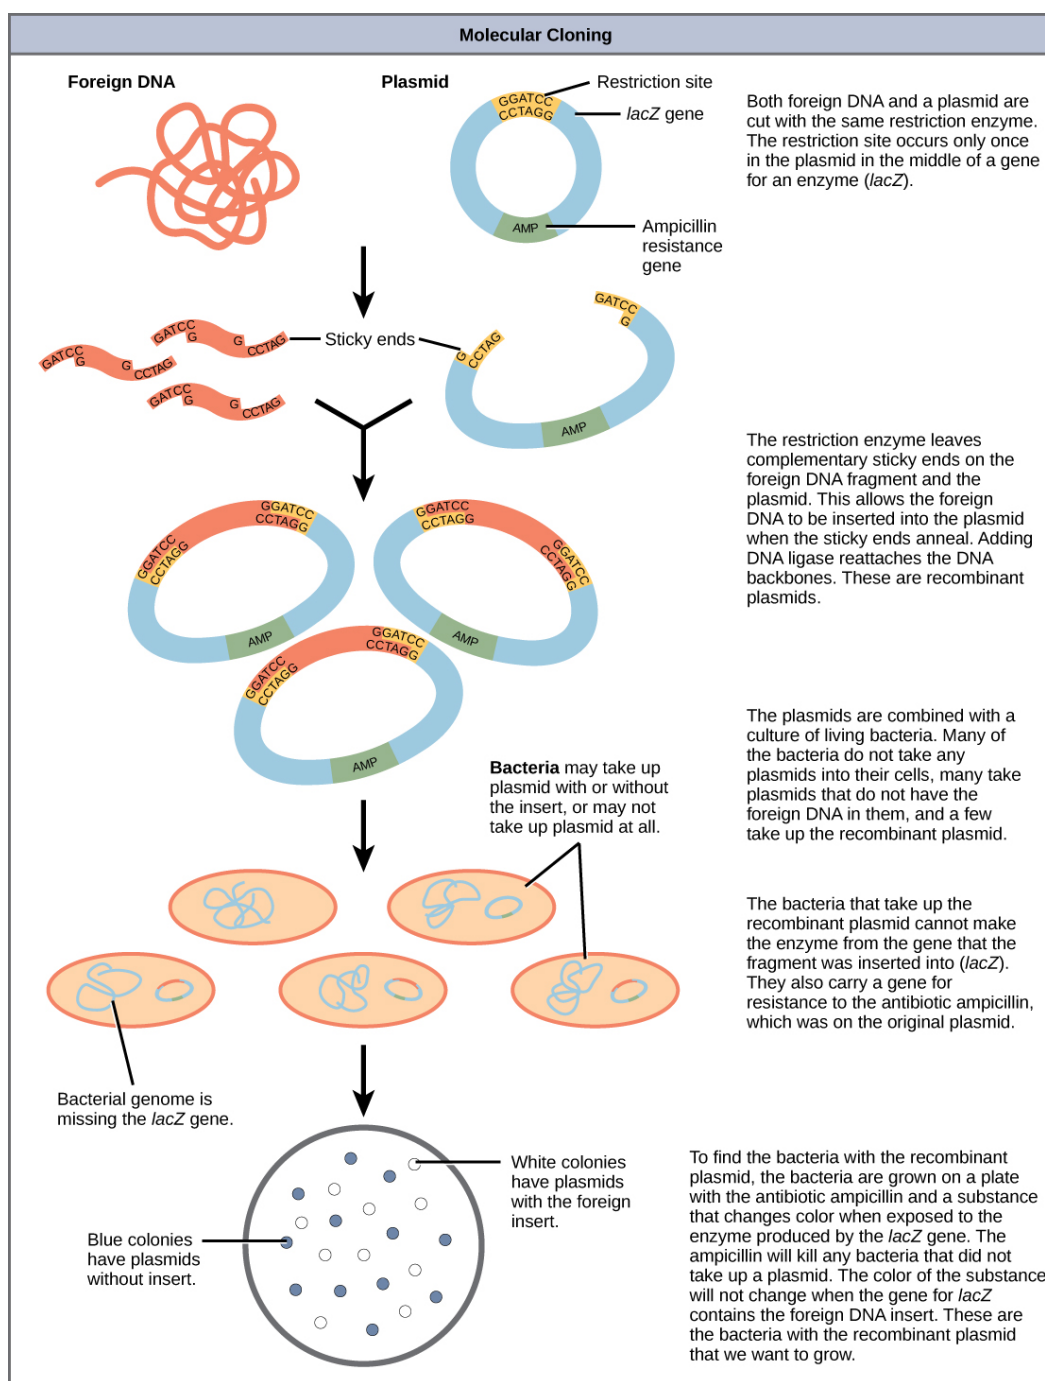 Molecular Cloning
Foreign DNA
Plasmid
Restriction site
GGATCC
CCTAGG
lacZ gene
AMP
Ampicillin
resistance
gene
Both foreign DNA and a plasmid are
cut with the same restriction enzyme.
The restriction site occurs only once
in the plasmid in the middle of a gene
for an enzyme (lacZ).
GATCC
G
G
CCTAG
GATCC
G
G
CCTAG
GATCC
G
G
CCTAG
Sticky ends
G
CCTAG
GATCC
G
AMP
The restriction enzyme leaves
complementary sticky ends on the
foreign DNA fragment and the
plasmid. This allows the foreign
DNA to be inserted into the plasmid
when the sticky ends anneal. Adding
DNA ligase reattaches the DNA
backbones. These are recombinant
plasmids.
GGATCC
CCTAGG
GGATCC
CCTAGG
AMP
GGATCC
CCTAGG
GGATCC
CCTAGG
AMP
GGATCC
CCTAGG
GGATCC
CCTAGG
AMP
The plasmids are combined with a
culture of living bacteria. Many of
the bacteria do not take any
plasmids into their cells, many take
plasmids that do not have the
foreign DNA in them, and a few
take up the recombinant plasmid.
Bacteria may take up
plasmid with or without
the insert, or may not
take up plasmid at all.
The bacteria that take up the
recombinant plasmid cannot make
the enzyme from the gene that the
fragment was inserted into (lacZ).
They also carry a gene for
resistance to the antibiotic ampicillin,
which was on the original plasmid.
Bacterial genome is
missing the lacZ gene.
White colonies
have plasmids
with the foreign
insert.
Blue colonies
have plasmids
without insert.
To find the bacteria with the recombinant
plasmid, the bacteria are grown on a plate
with the antibiotic ampicillin and a substance
that changes color when exposed to the
enzyme produced by the lacZ gene. The
ampicillin will kill any bacteria that did not
take up a plasmid. The color of the substance
will not change when the gene for lacZ
contains the foreign DNA insert. These are
the bacteria with the recombinant plasmid
that we want to grow.